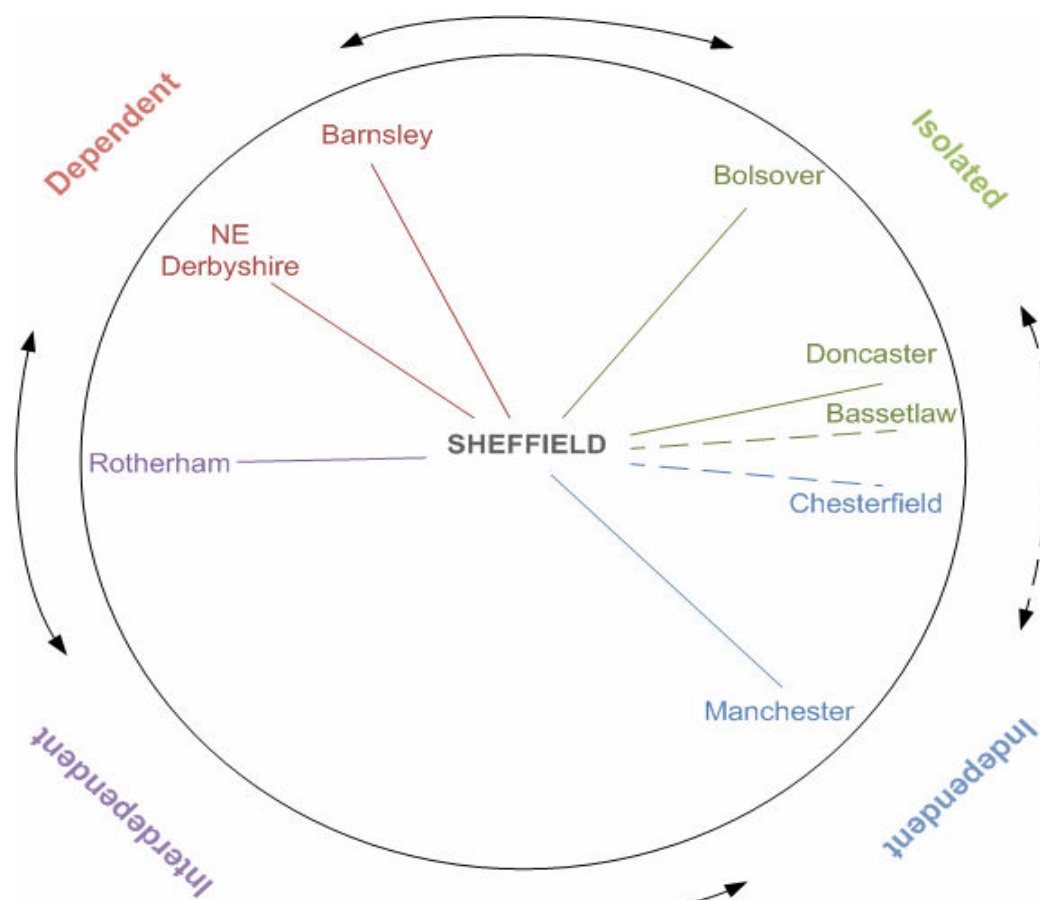 Dependent
Isolated
Barnsley
Bolsover
NE
Derbyshire
Doncaster
Bassetlaw
SHEFFIELD
Rotherham
Chesterfield
Manchester
Interdependent
Independent